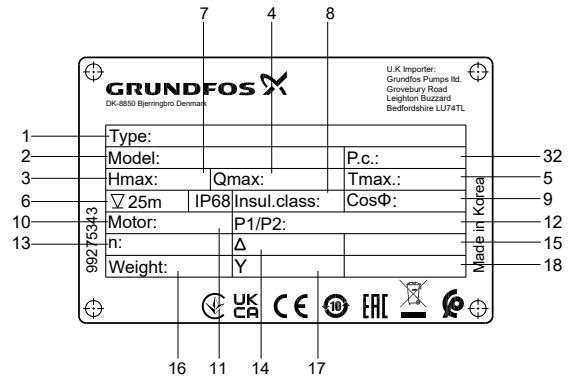 7 4 8
GRUNDFOS
DK-8850 Bjerringbro Denmark
U.K Importer:
Grundfos Pumps ltd.
Grovebury Road
Leighton Buzzard
Bedfordshire LU74TL
1 Type:
2 Model: P.c.: 32
3 Hmax: Qmax: Tmax.: 5
6 25m IP68 Insul.class: CosΦ: 9
10 Motor: P1/P2: 12
13 n: Δ 15
Weight: Y 18
99275343
Made in Korea
UK
CA
CE
10
EAC
16 11 14 17